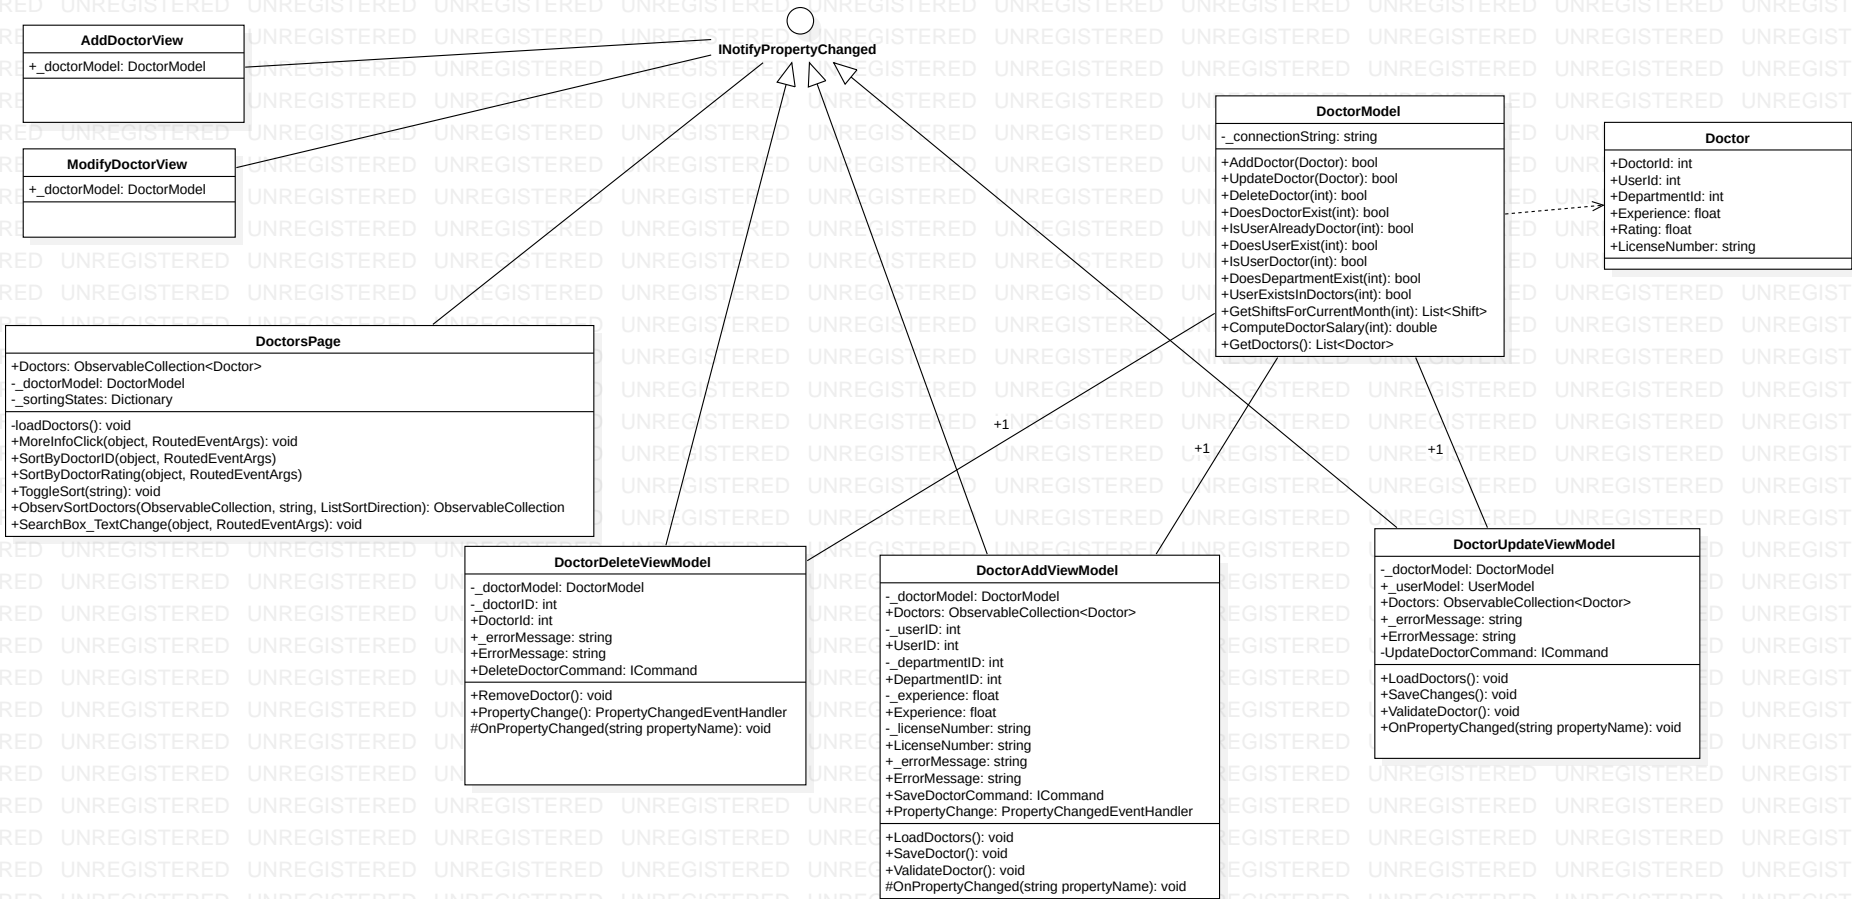 AddDoctorView
+_doctorModel: DoctorModel
ModifyDoctorView
+_doctorModel: DoctorModel
INotifyPropertyChanged
DoctorModel
-_connectionString: string
+AddDoctor(Doctor): bool
+UpdateDoctor(Doctor): bool
+DeleteDoctor(int): bool
+DoesDoctorExist(int): bool
+IsUserAlreadyDoctor(int): bool
+DoesUserExist(int): bool
+IsUserDoctor(int): bool
+DoesDepartmentExist(int): bool
+UserExistsInDoctors(int): bool
+GetShiftsForCurrentMonth(int): List<Shift>
+ComputeDoctorSalary(int): double
+GetDoctors(): List<Doctor>
Doctor
+DoctorId: int
+UserId: int
+DepartmentId: int
+Experience: float
+Rating: float
+LicenseNumber: string
DoctorsPage
+Doctors: ObservableCollection<Doctor>
-_doctorModel: DoctorModel
-_sortingStates: Dictionary
-loadDoctors(): void
+MoreInfoClick(object, RoutedEventArgs): void
+SortByDoctorID(object, RoutedEventArgs)
+SortByDoctorRating(object, RoutedEventArgs)
+ToggleSort(string): void
+ObservSortDoctors(ObservableCollection, string, ListSortDirection): ObservableCollection
+SearchBox_TextChange(object, RoutedEventArgs): void
+1
+1
+1
DoctorDeleteViewModel
-_doctorModel: DoctorModel
-_doctorID: int
+DoctorId: int
+_errorMessage: string
+ErrorMessage: string
+DeleteDoctorCommand: ICommand
+RemoveDoctor(): void
+PropertyChange(): PropertyChangedEventHandler
#OnPropertyChanged(string propertyName): void
DoctorAddViewModel
-_doctorModel: DoctorModel
+Doctors: ObservableCollection<Doctor>
-_userID: int
+UserID: int
-_departmentID: int
+DepartmentID: int
-_experience: float
+Experience: float
-_licenseNumber: string
+LicenseNumber: string
+_errorMessage: string
+ErrorMessage: string
+SaveDoctorCommand: ICommand
+PropertyChange: PropertyChangedEventHandler
+LoadDoctors(): void
+SaveDoctor(): void
+ValidateDoctor(): void
#OnPropertyChanged(string propertyName): void
DoctorUpdateViewModel
-_doctorModel: DoctorModel
+_userModel: UserModel
+Doctors: ObservableCollection<Doctor>
+_errorMessage: string
+ErrorMessage: string
-UpdateDoctorCommand: ICommand
+LoadDoctors(): void
+SaveChanges(): void
+ValidateDoctor(): void
+OnPropertyChanged(string propertyName): void
UNREGISTERED